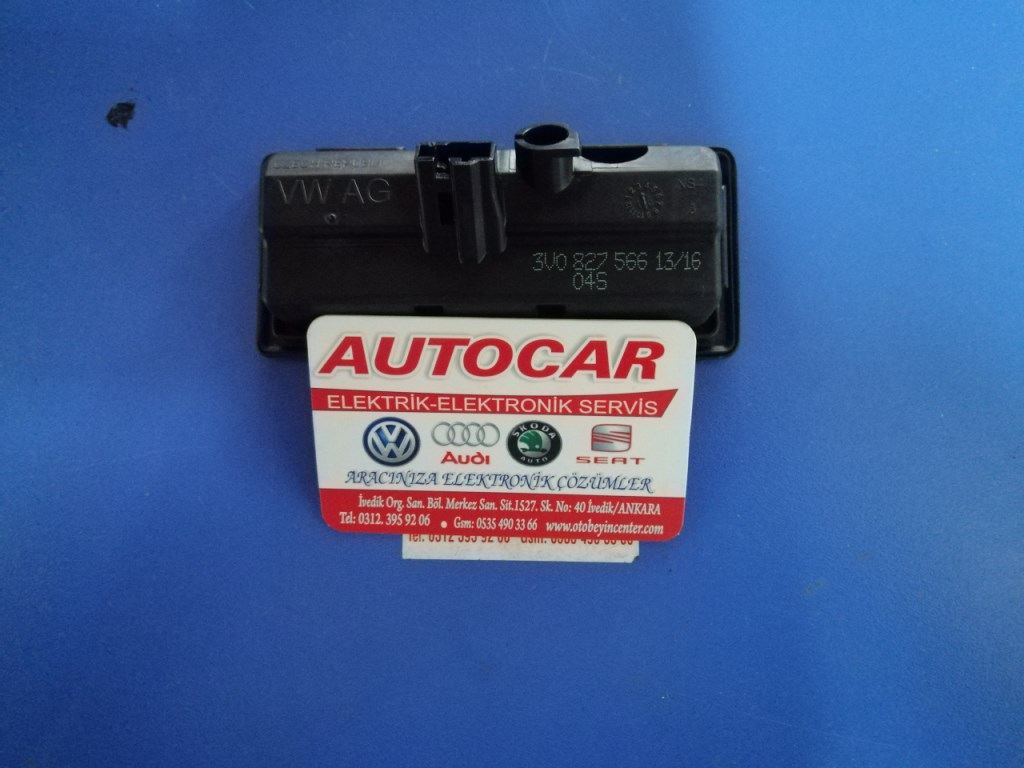 VW AG
3V0 827 566 13/16
04S
AUTOCAR
ELEKTRİK-ELEKTRONİK SERVİS
SKODA
AUTO
Audi
SEAT
ARACINIZA ELEKTRONİK ÇÖZÜMLER
İvedik Org. San. Böl. Merkez San. Sit.1527. Sk. No: 40 İvedik/ANKARA
Tel: 0312. 395 92 06 • Gsm: 0535 490 33 66 www.otobeyincenter.com